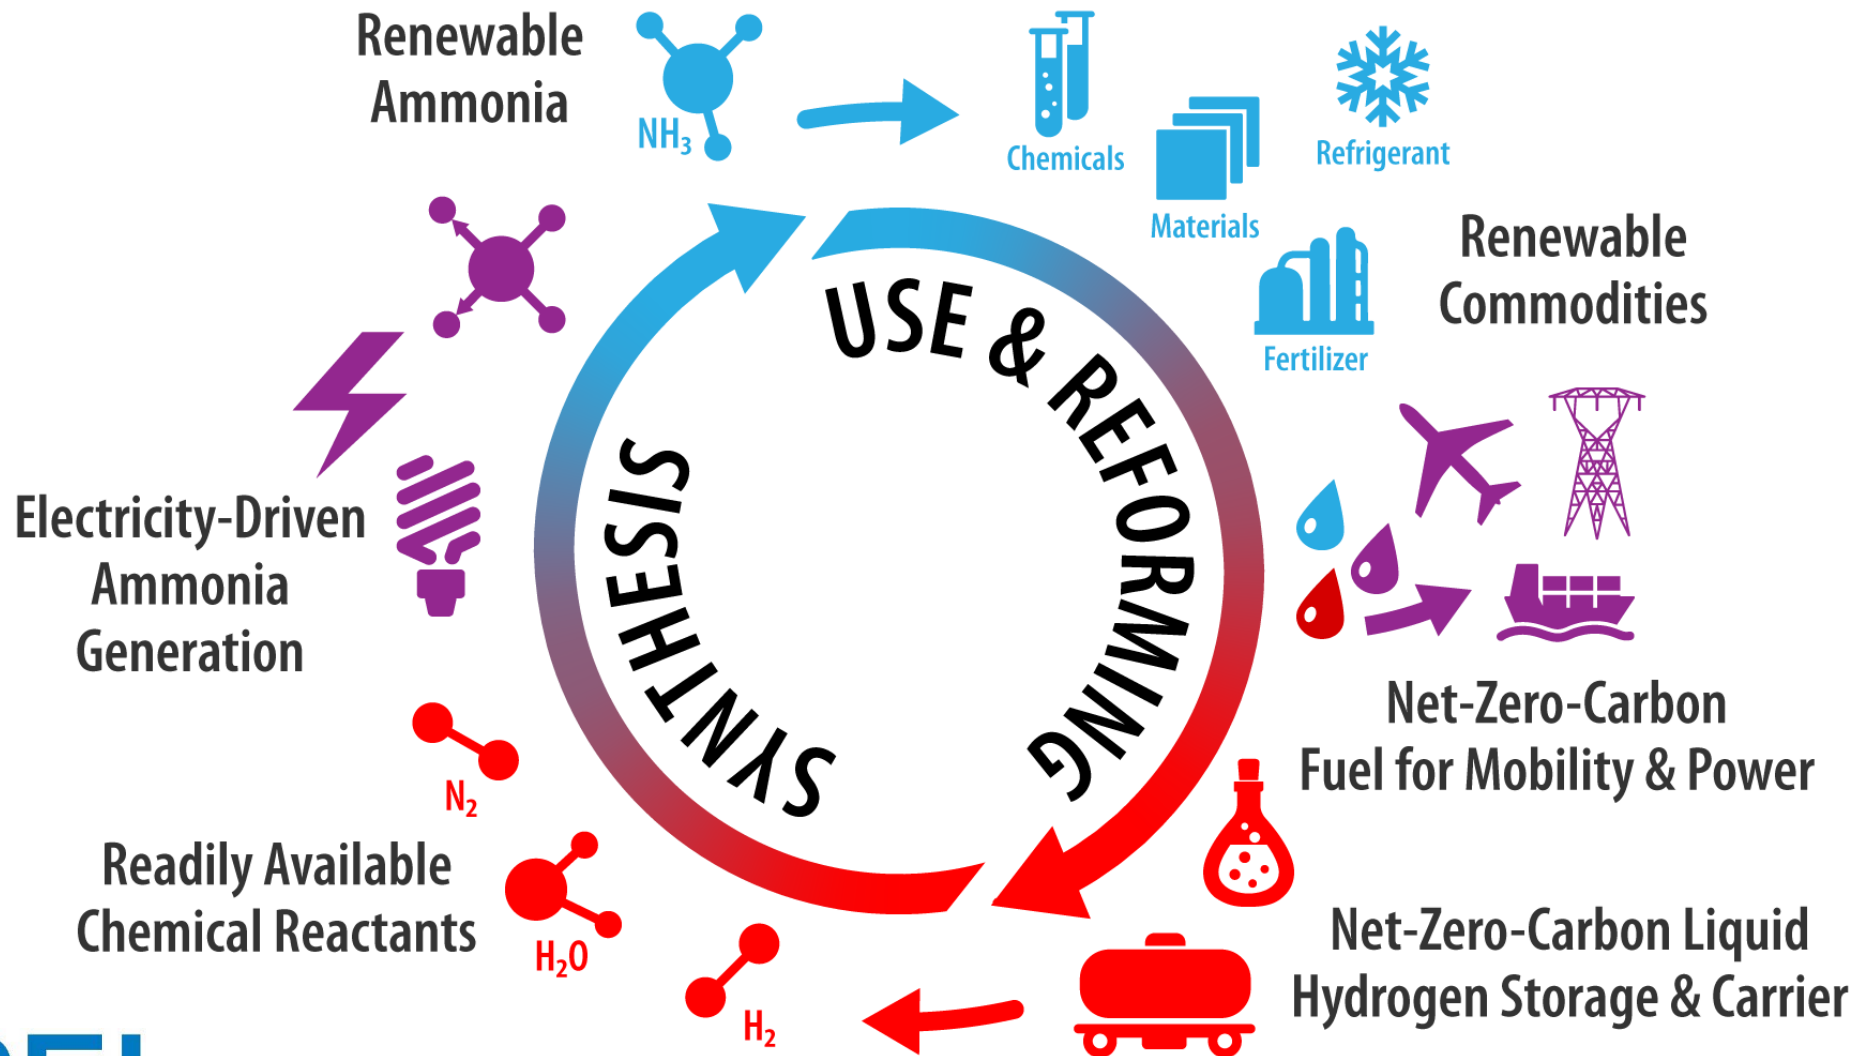 Renewable
Ammonia
NH₃
Chemicals
Materials
Refrigerant
Fertilizer
Renewable
Commodities
USE & REFORMING
SYNTHESIS
Electricity-Driven
Ammonia
Generation
Net-Zero-Carbon
Fuel for Mobility & Power
N₂
Readily Available
Chemical Reactants
H₂O
H₂
Net-Zero-Carbon Liquid
Hydrogen Storage & Carrier